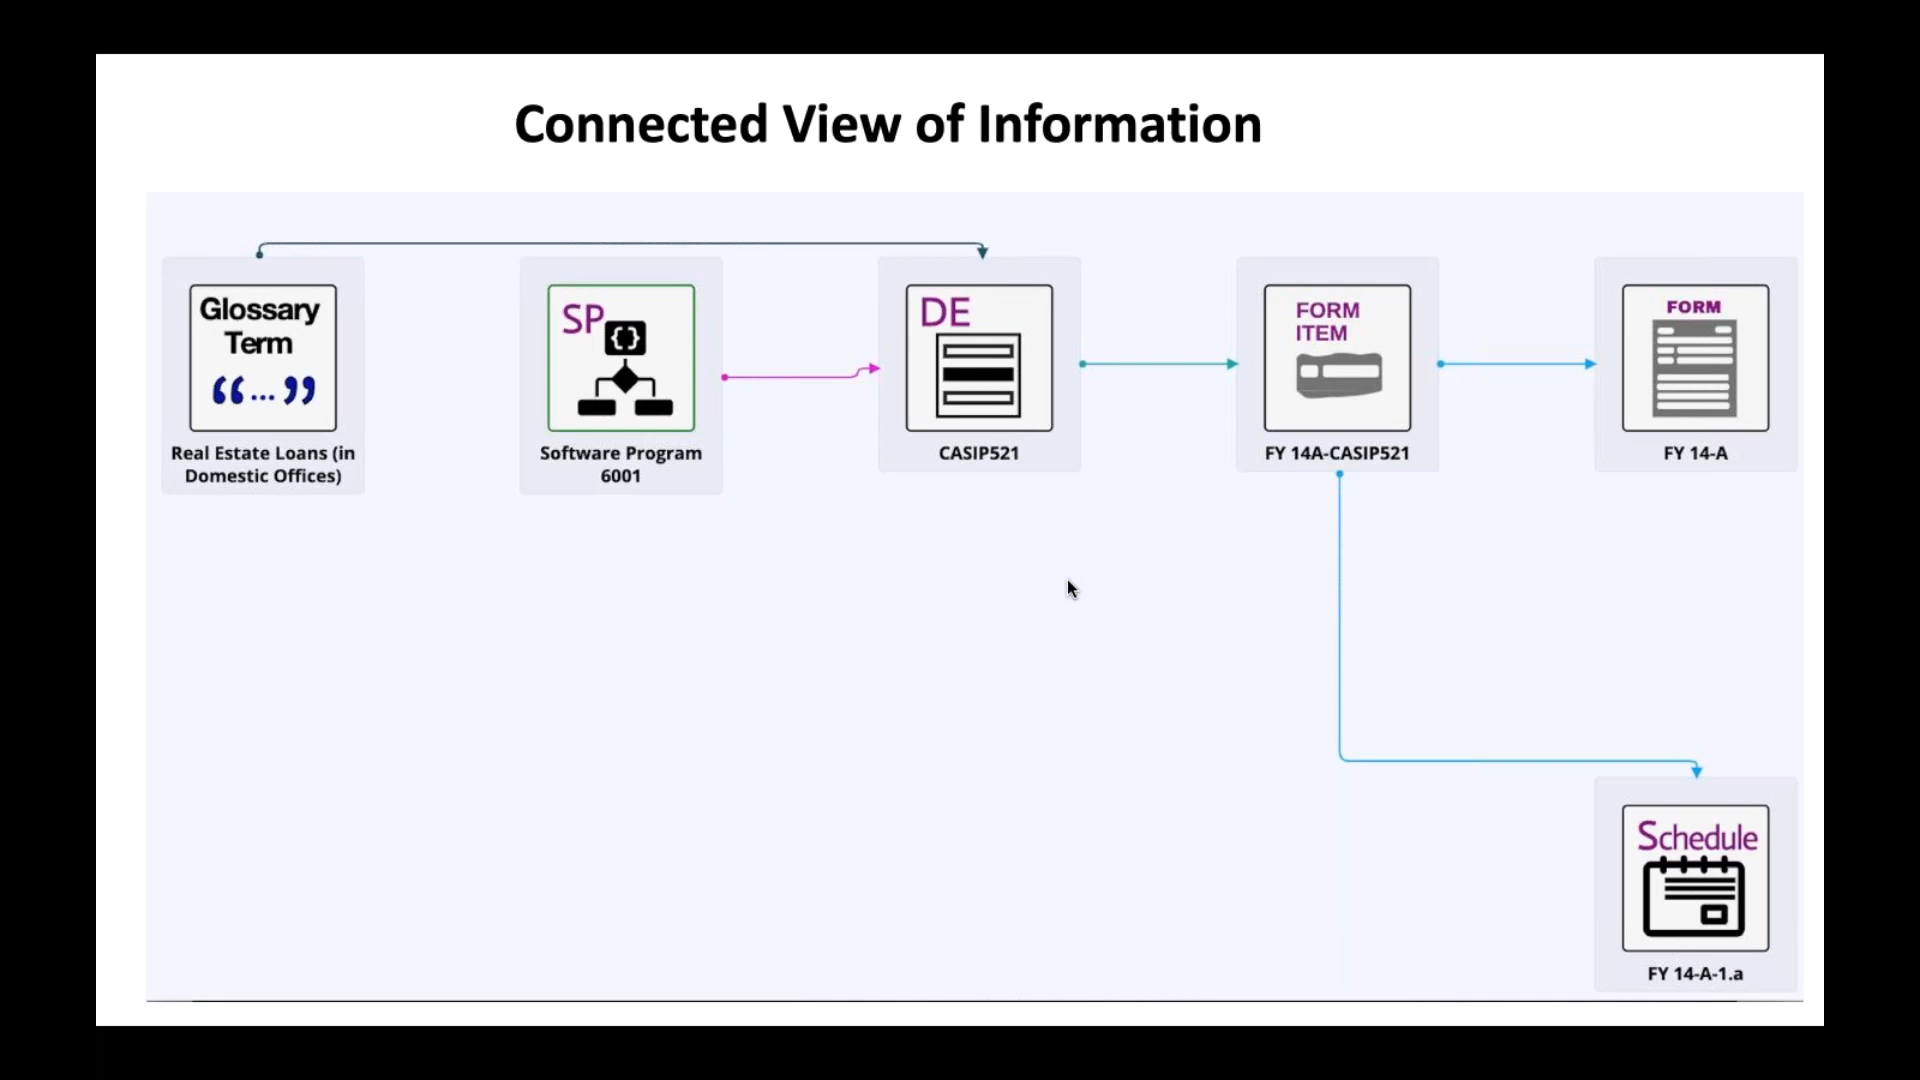 Connected View of Information
Glossary
Term
“...”
Real Estate Loans (in
Domestic Offices)
SP
{}
Software Program
6001
DE
CASIP521
FORM
ITEM
FY 14A-CASIP521
FORM
FY 14-A
Schedule
FY 14-A-1.a